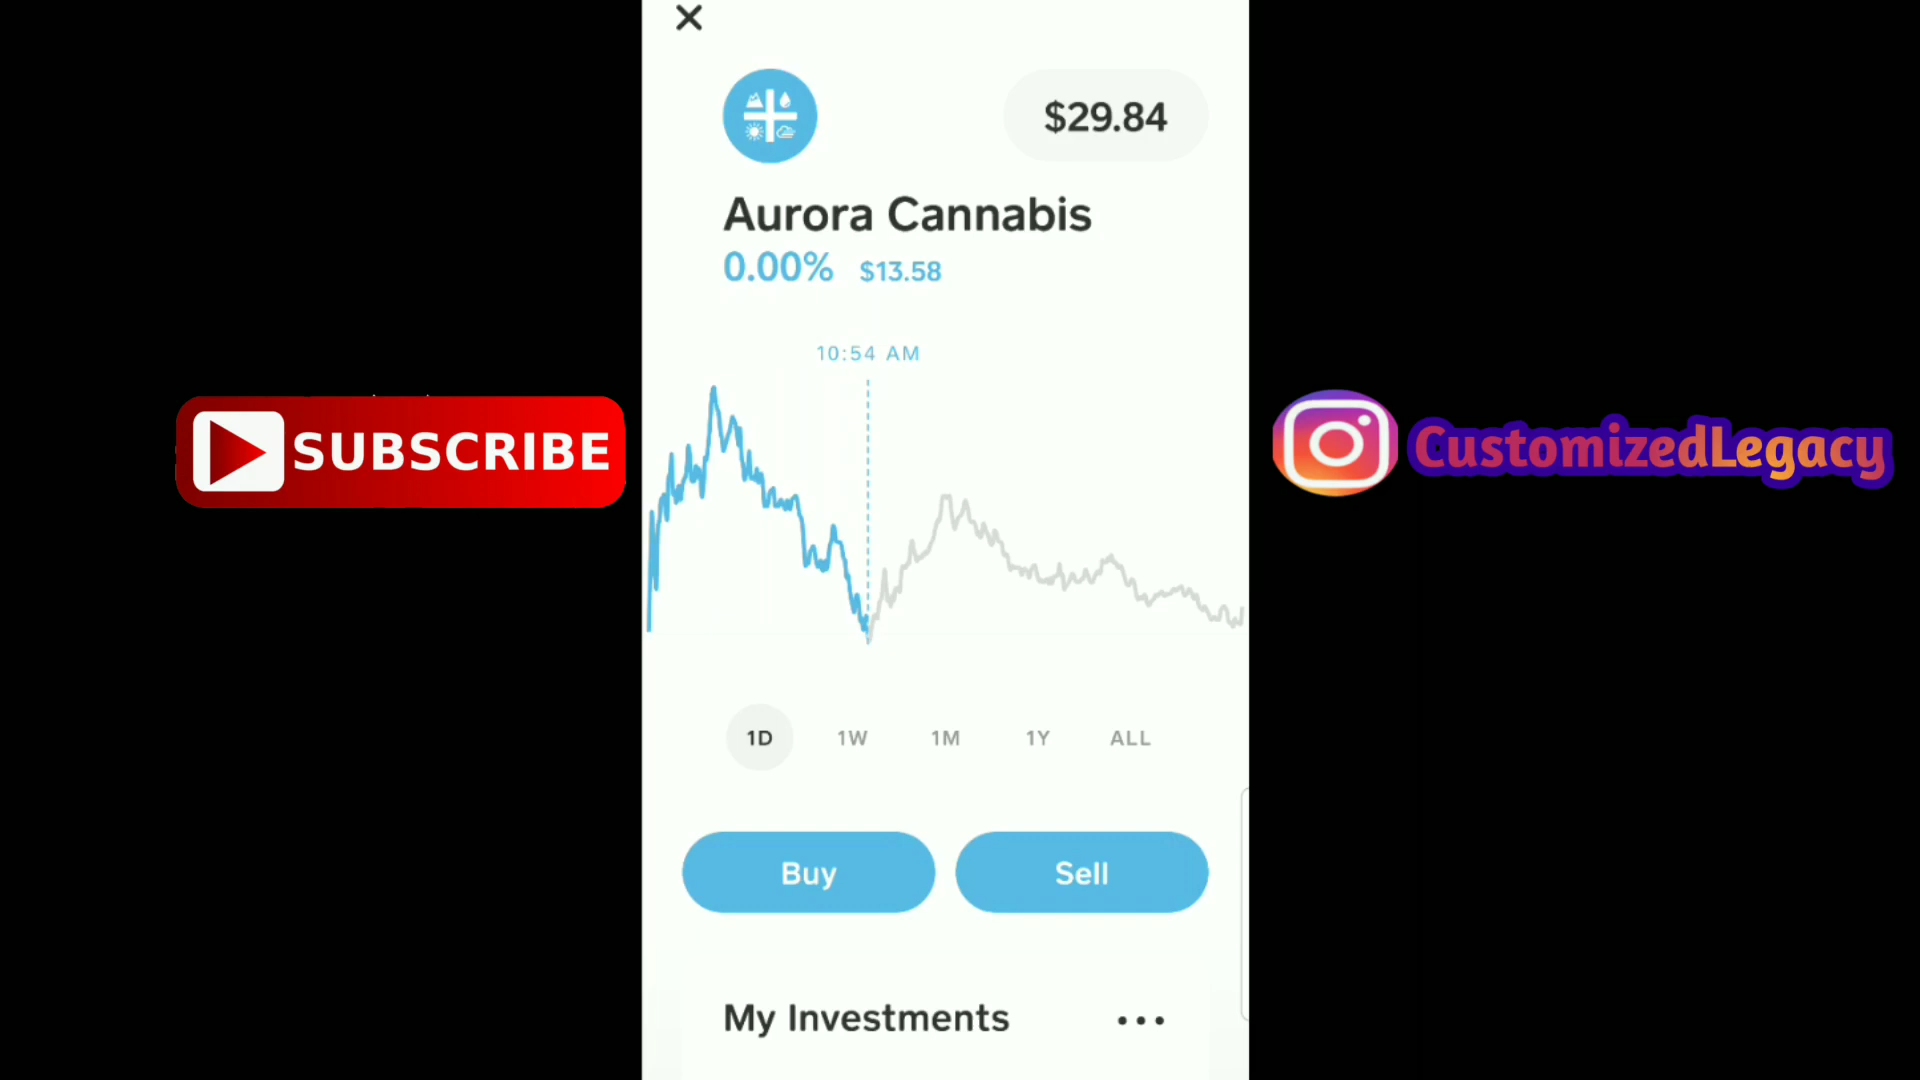 $29.84
Aurora Cannabis
0.00% $13.58
10:54 AM
SUBSCRIBE
CustomizedLegacy
1D 1W 1M 1Y ALL
Buy Sell
My Investments